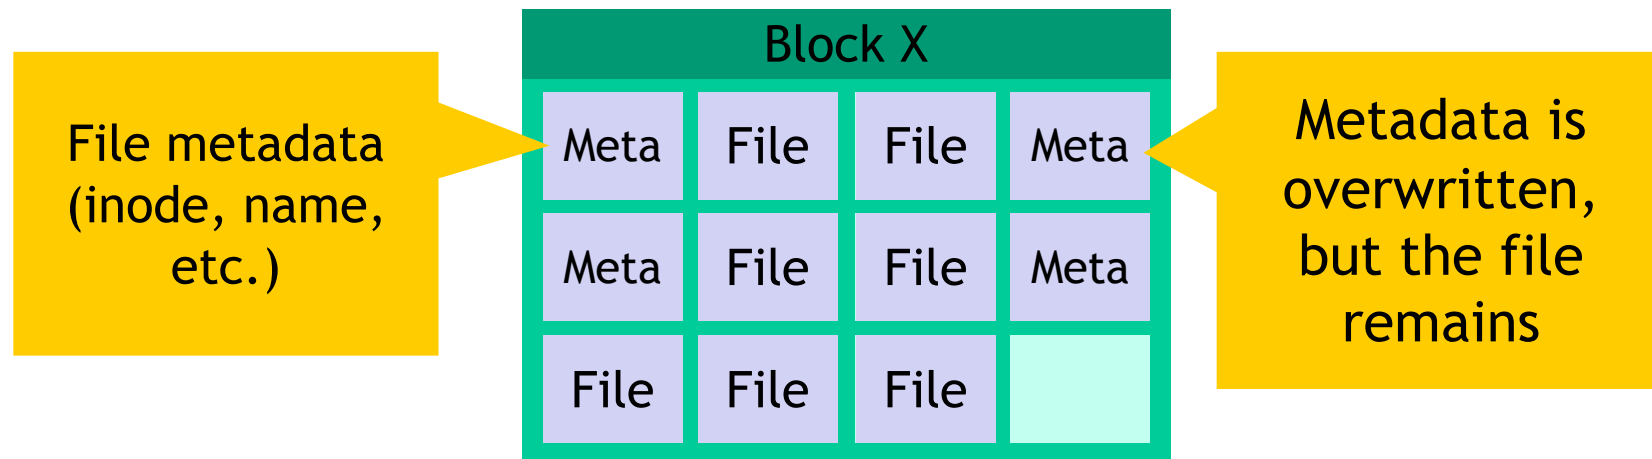 Block X
File metadata
(inode, name,
etc.)
Meta File File Meta
Meta File File Meta
File File File
Metadata is
overwritten,
but the file
remains